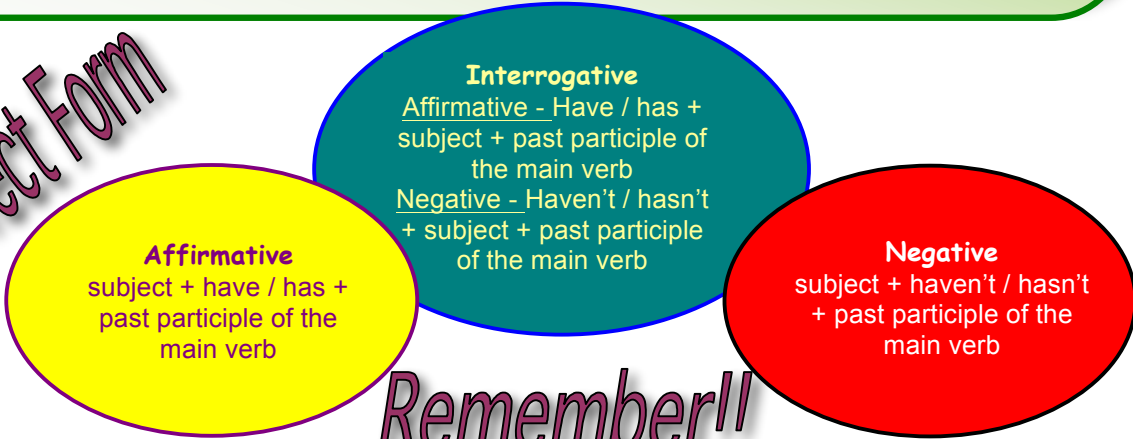 Form
Interrogative
Affirmative - Have / has +
subject + past participle of
the main verb
Negative - Haven't / hasn't
+ subject + past participle
of the main verb
Affirmative
subject + have / has +
past participle of the
main verb
Negative
subject + haven't / hasn't
+ past participle of the
main verb
Remember!!